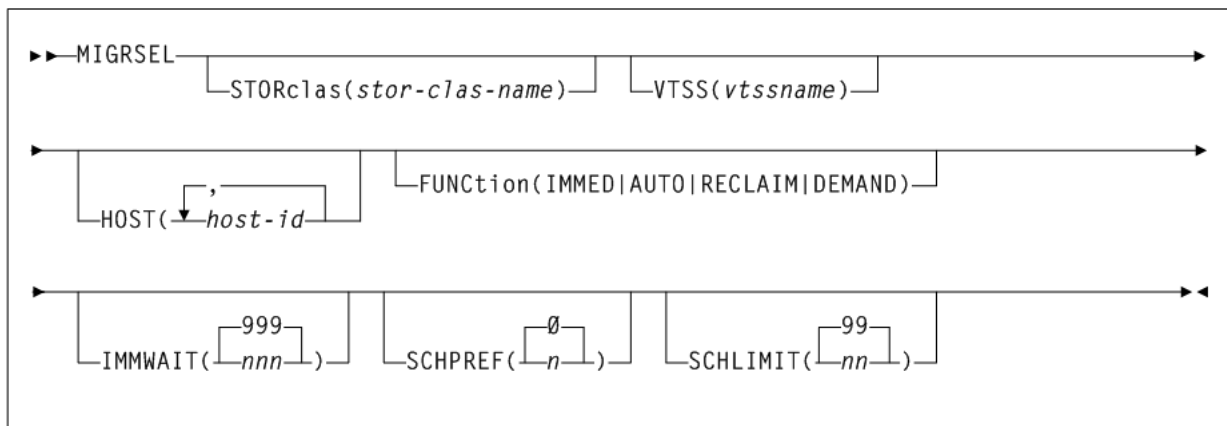 MIGRSEL
STORclas(stor-clas-name)
VTSS(vtssname)
,
HOST(host-id
FUNCtion(IMMED|AUTO|RECLAIM|DEMAND)
999
IMMWAIT(nnn)
Ø
SCHPREF(n)
99
SCHLIMIT(nn)